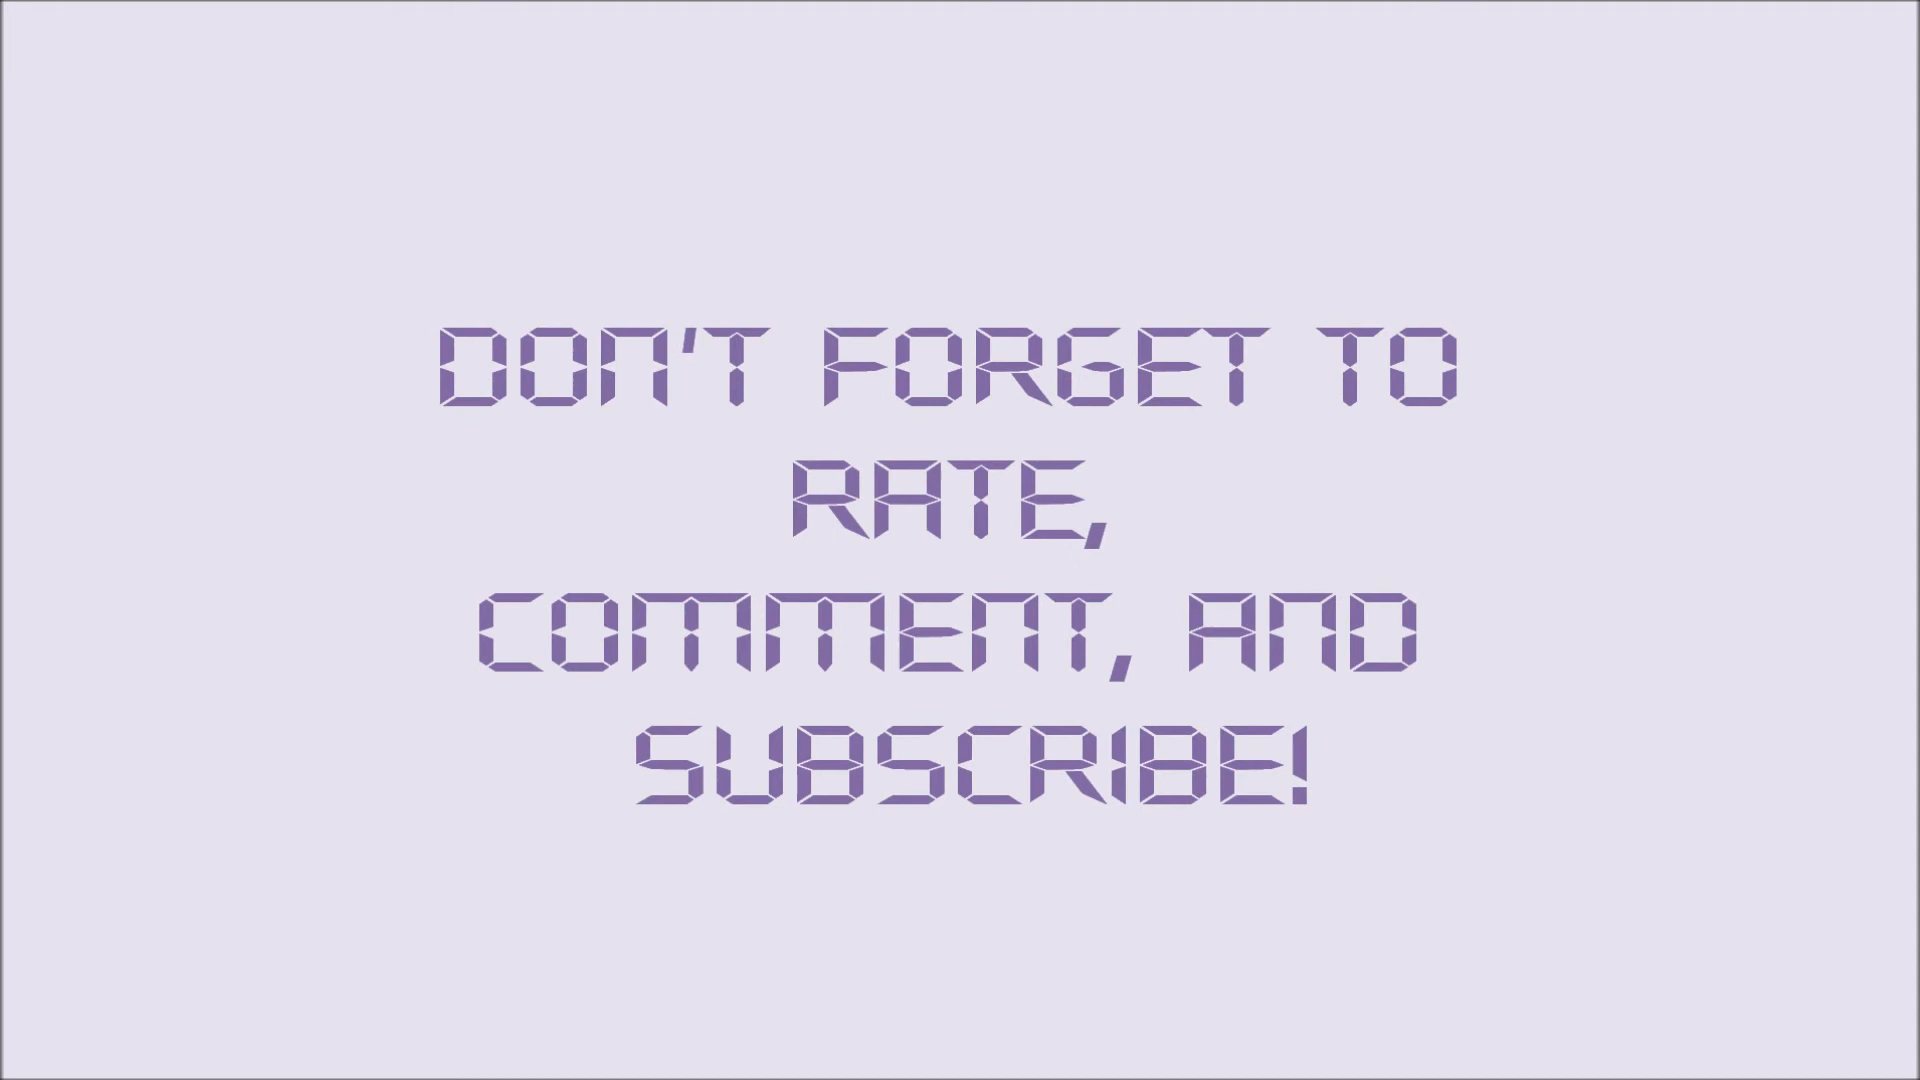 DON'T FORGET TO
RATE,
COMMENT, AND
SUBSCRIBE!